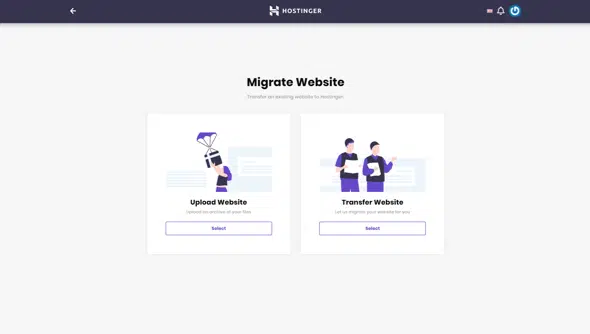 HOSTINGER
Migrate Website
Transfer an existing website to Hostinger.
Upload Website
Upload an archive of your files
Select
Transfer Website
Let us migrate your website for you
Select